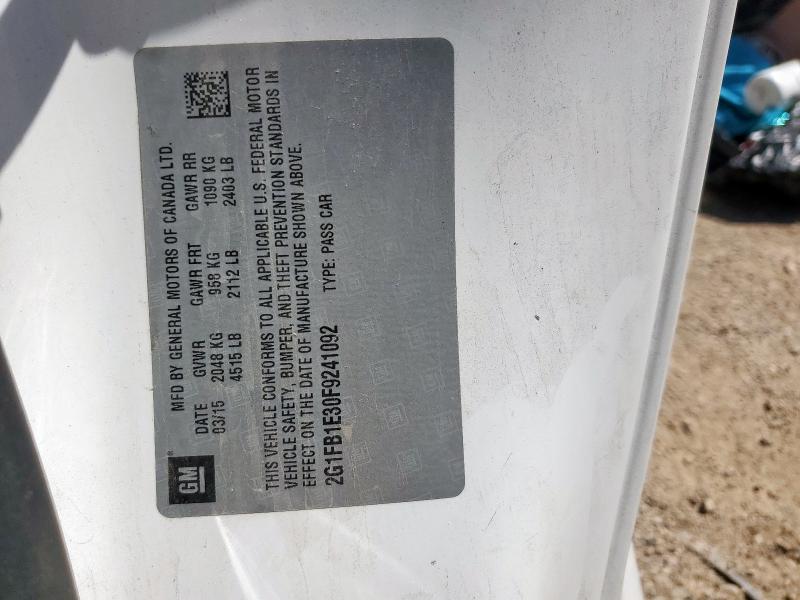 GM
MFD BY GENERAL MOTORS OF CANADA LTD.
DATE GVWR GAWR FRT GAWR RR
03/15 2048 KG 958 KG 1090 KG
4515 LB 2112 LB 2403 LB
THIS VEHICLE CONFORMS TO ALL APPLICABLE U.S. FEDERAL MOTOR
VEHICLE SAFETY, BUMPER, AND THEFT PREVENTION STANDARDS IN
EFFECT ON THE DATE OF MANUFACTURE SHOWN ABOVE.
2G1FB1E30F9241092 TYPE: PASS CAR